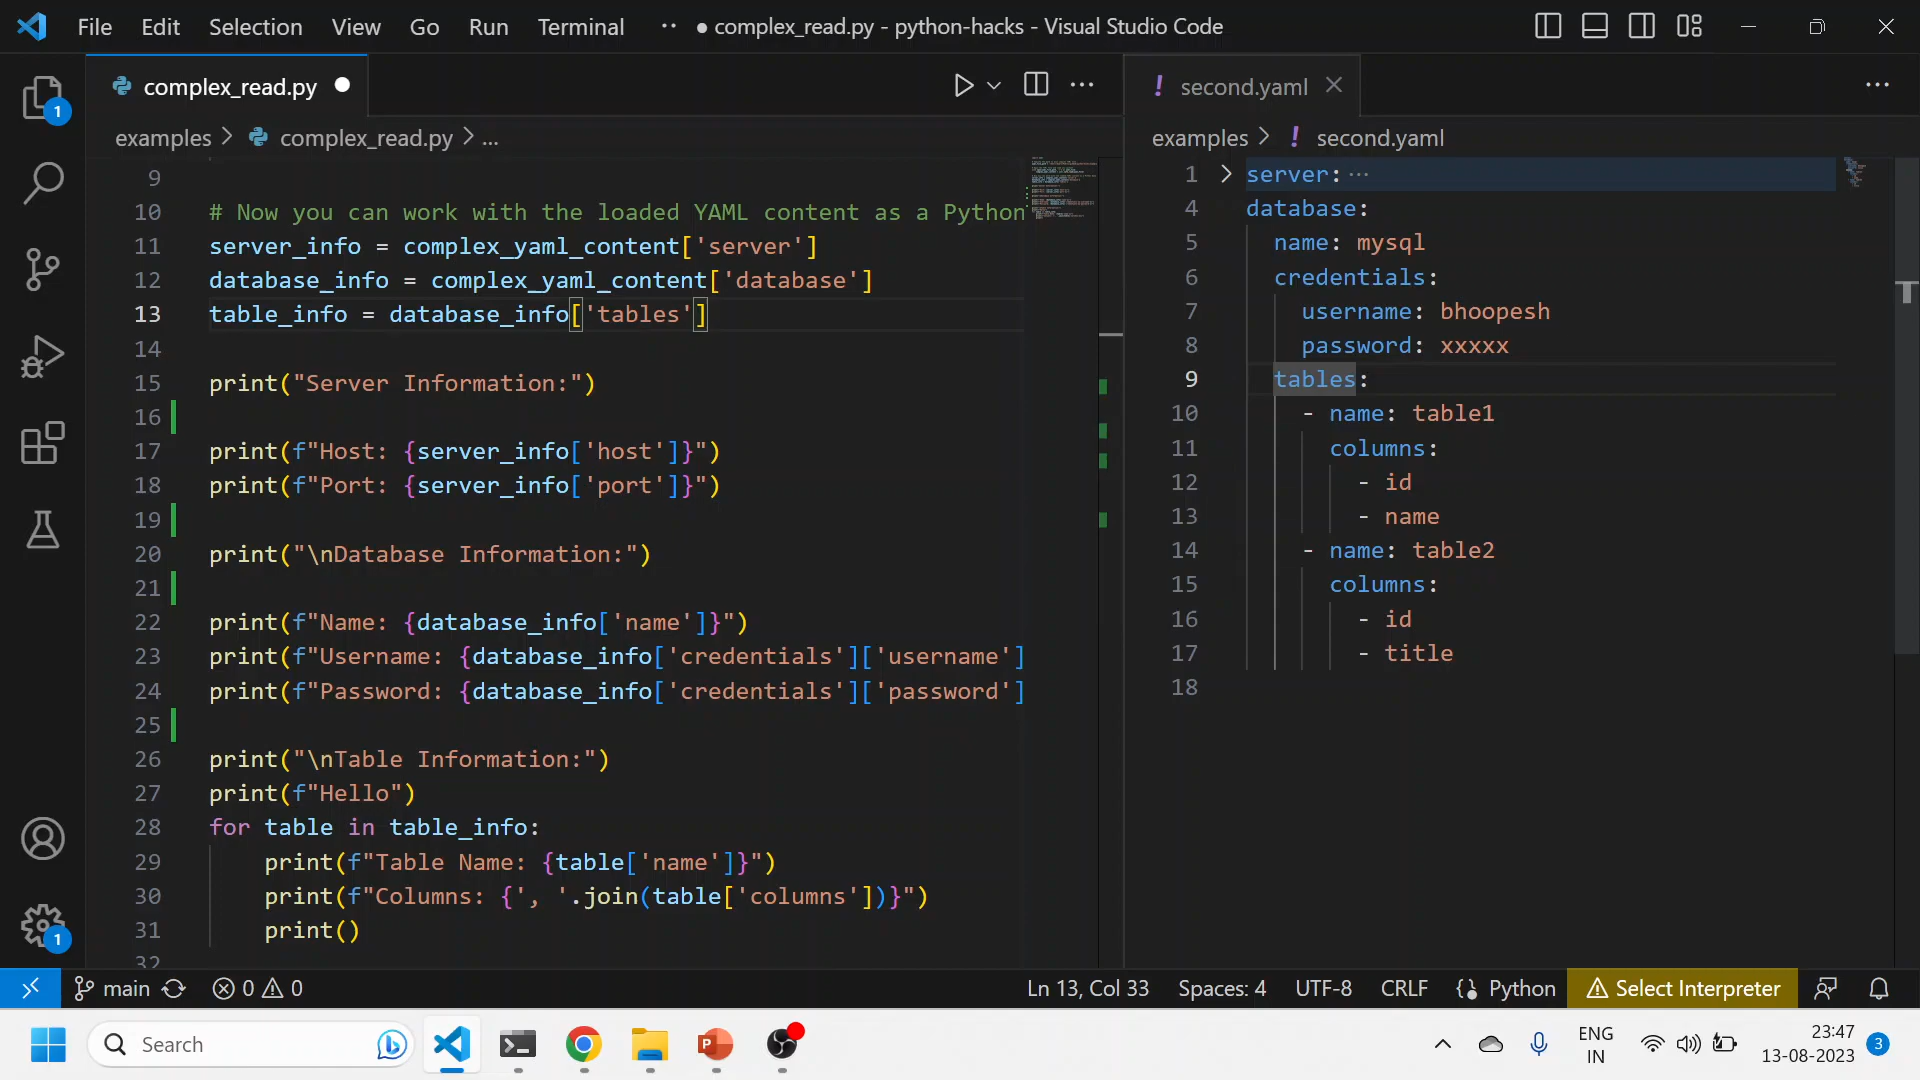 File Edit Selection View Go Run Terminal ·· ● complex_read.py - python-hacks - Visual Studio Code
complex_read.py
second.yaml
examples > complex_read.py > ...
examples > ! second.yaml
9
10 # Now you can work with the loaded YAML content as a Python
11 server_info = complex_yaml_content['server']
12 database_info = complex_yaml_content['database']
13 table_info = database_info['tables']
14
15 print("Server Information:")
16
17 print(f"Host: {server_info['host']}")
18 print(f"Port: {server_info['port']}")
19
20 print("\nDatabase Information:")
21
22 print(f"Name: {database_info['name']}")
23 print(f"Username: {database_info['credentials']['username']
24 print(f"Password: {database_info['credentials']['password']
25
26 print("\nTable Information:")
27 print(f"Hello")
28 for table in table_info:
29 print(f"Table Name: {table['name']}")
30 print(f"Columns: {', '.join(table['columns'])}")
31 print()
32
1 > server: ···
4 database:
5 name: mysql
6 credentials:
7 username: bhoopesh
8 password: xxxxx
9 tables:
10 - name: table1
11 columns:
12 - id
13 - name
14 - name: table2
15 columns:
16 - id
17 - title
18
1
1
main 0 0 Ln 13, Col 33 Spaces: 4 UTF-8 CRLF {} Python Select Interpreter
Search
ENG
IN
23:47
13-08-2023
3